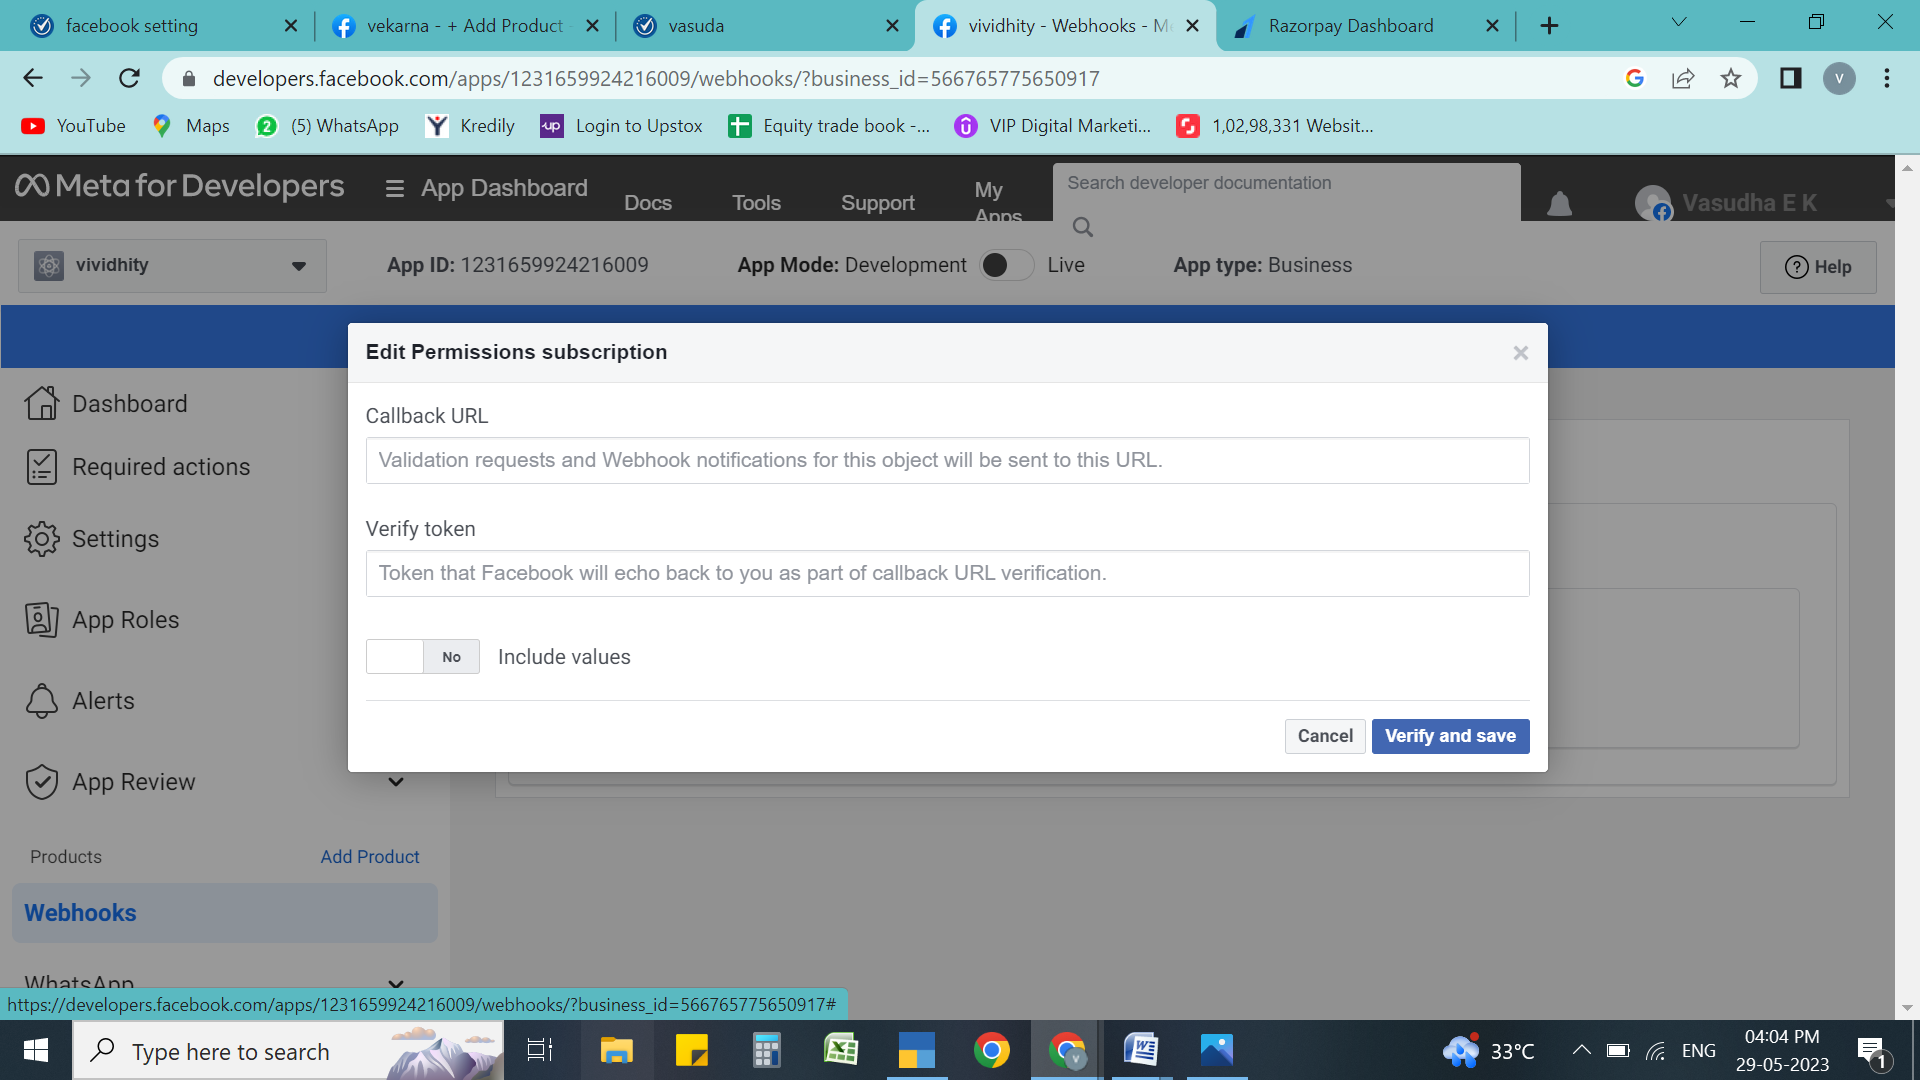 facebook setting
vekarna - + Add Product
vasuda
vividhity - Webhooks - Me
Razorpay Dashboard
developers.facebook.com/apps/1231659924216009/webhooks/?business_id=566765775650917
V
YouTube
Maps
2 (5) WhatsApp
Kredily
up Login to Upstox
Equity trade book -...
VIP Digital Marketi...
1,02,98,331 Websit...
Meta for Developers
App Dashboard
Docs
Tools
Support
My Apps
Search developer documentation
Vasudha E K
vividhity
App ID: 1231659924216009
App Mode: Development
Live
App type: Business
? Help
Edit Permissions subscription
Callback URL
Validation requests and Webhook notifications for this object will be sent to this URL.
Verify token
Token that Facebook will echo back to you as part of callback URL verification.
No
Include values
Cancel
Verify and save
Dashboard
Required actions
Settings
App Roles
Alerts
App Review
Products
Add Product
Webhooks
WhatsApp
https://developers.facebook.com/apps/1231659924216009/webhooks/?business_id=566765775650917#
Type here to search
33°C
ENG
04:04 PM
29-05-2023
1